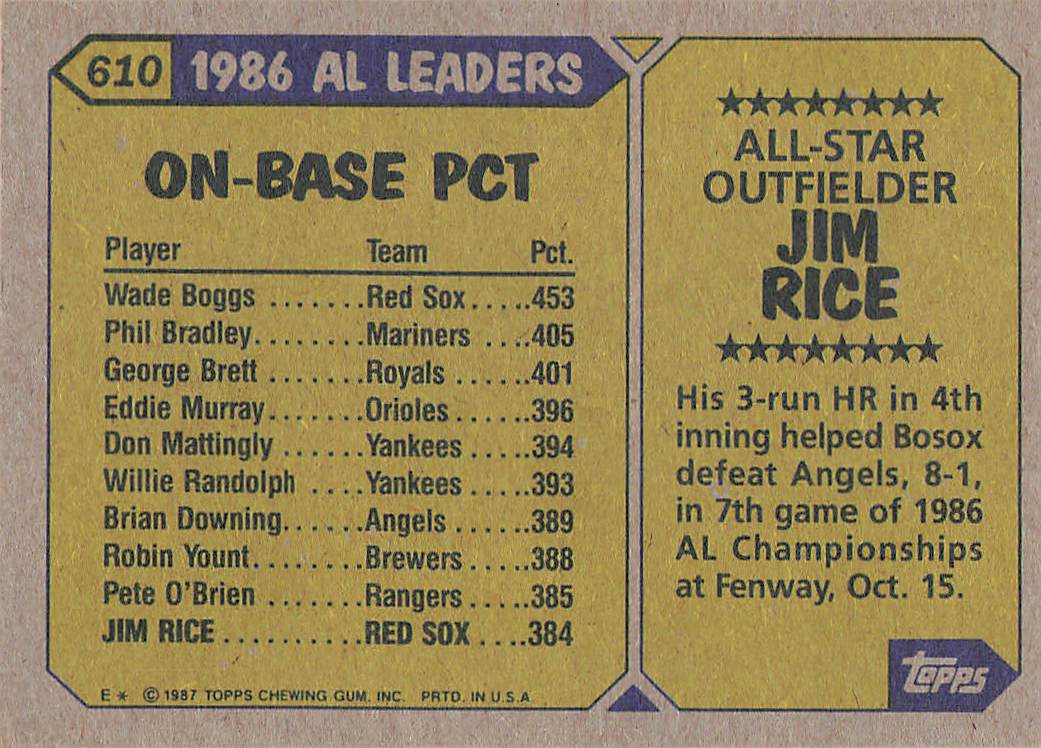 610 1986 AL LEADERS
ON-BASE PCT
Player Team Pct.
Wade Boggs .......Red Sox.....453
Phil Bradley........Mariners ....405
George Brett .......Royals ......401
Eddie Murray.......Orioles......396
Don Mattingly ......Yankees .....394
Willie Randolph ....Yankees .....393
Brian Downing......Angels ......389
Robin Yount........Brewers .....388
Pete O'Brien .......Rangers .....385
JIM RICE..........RED SOX ....384
E * © 1987 TOPPS CHEWING GUM, INC. PRTD. IN U.S.A.
★★★★★★★★
ALL-STAR
OUTFIELDER
JIM
RICE
★★★★★★★★
His 3-run HR in 4th
inning helped Bosox
defeat Angels, 8-1,
in 7th game of 1986
AL Championships
at Fenway, Oct. 15.
topps